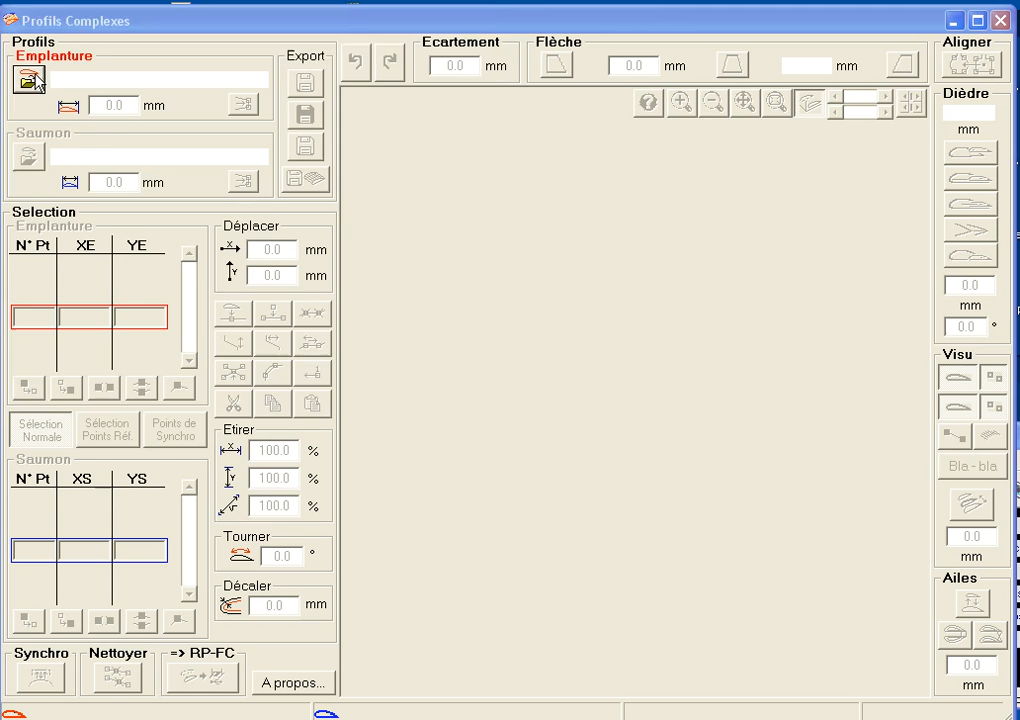 Profils Complexes
Profils
Emplanture
Export
0.0 mm
Saumon
0.0 mm
Ecartement
0.0 mm
Flèche
0.0 mm
mm
Aligner
Dièdre
mm
0.0
mm
0.0 °
Selection
Emplanture
N° Pt XE YE
Déplacer
X 0.0 mm
Y 0.0 mm
Sélection Normale
Sélection Points Réf.
Points de Synchro
Saumon
N° Pt XS YS
Etirer
X 100.0 %
Y 100.0 %
100.0 %
Tourner
0.0 °
Décaler
0.0 mm
Visu
Bla - bla
0.0
mm
Ailes
0.0
mm
Synchro
Nettoyer
=> RP-FC
A propos...